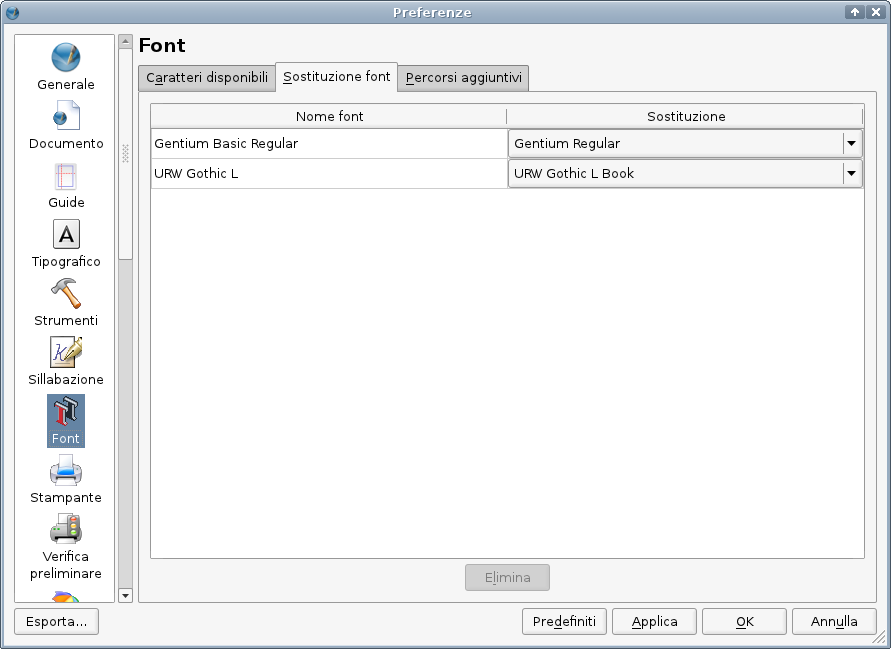 Preferenze
Generale
Documento
Guide
Tipografico
Strumenti
Sillabazione
Font
Stampante
Verifica
preliminare
Font
Caratteri disponibili Sostituzione font Percorsi aggiuntivi
Nome font Sostituzione
Gentium Basic Regular Gentium Regular
URW Gothic L URW Gothic L Book
Elimina
Esporta... Predefiniti Applica OK Annulla